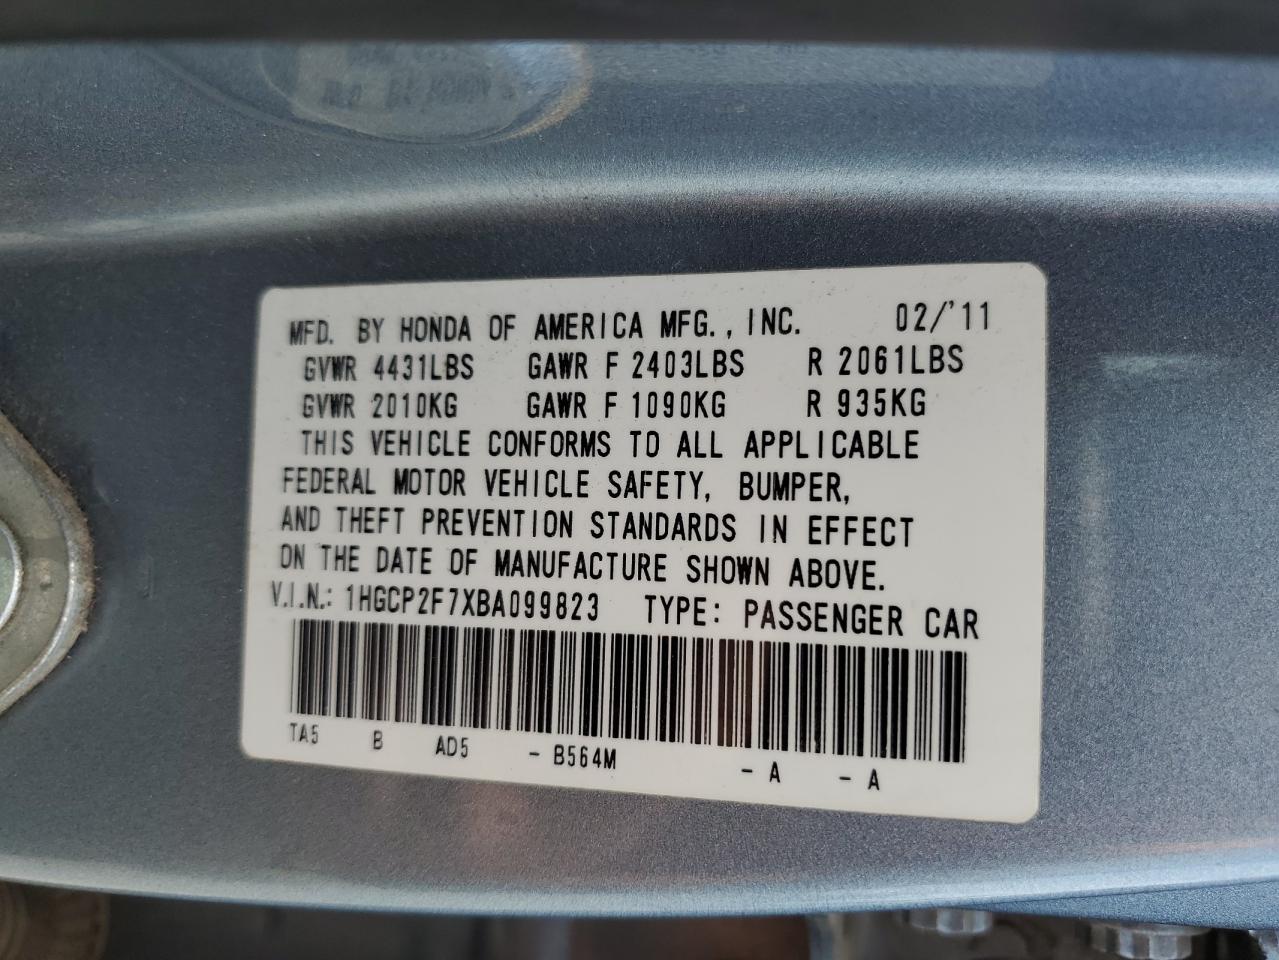 MFD. BY HONDA OF AMERICA MFG., INC. 02/'11
GVWR 4431LBS GAWR F 2403LBS R 2061LBS
GVWR 2010KG GAWR F 1090KG R 935KG
THIS VEHICLE CONFORMS TO ALL APPLICABLE
FEDERAL MOTOR VEHICLE SAFETY, BUMPER,
AND THEFT PREVENTION STANDARDS IN EFFECT
ON THE DATE OF MANUFACTURE SHOWN ABOVE.
V.I.N.: 1HGCP2F7XBA099823 TYPE: PASSENGER CAR
TA5 B AD5 - B564M - A - A